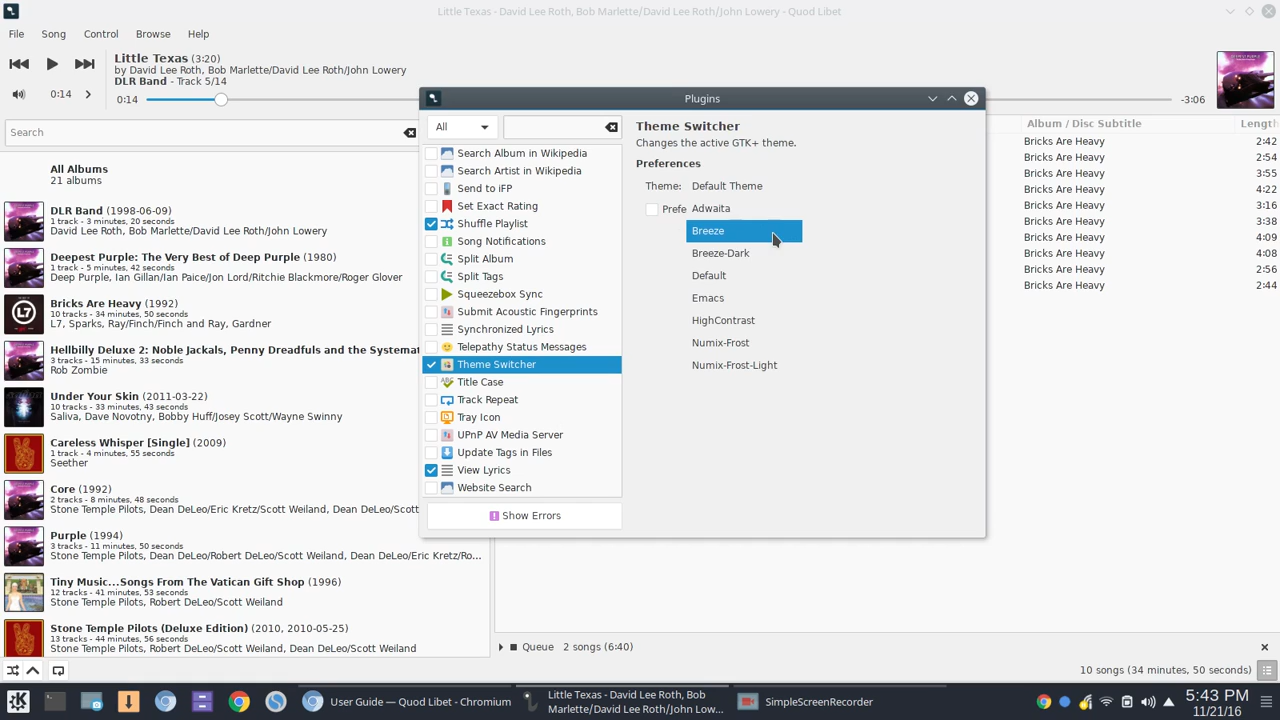 Little Texas - David Lee Roth, Bob Marlette/David Lee Roth/John Lowery - Quod Libet
File Song Control Browse Help
Little Texas (3:20)
by David Lee Roth, Bob Marlette/David Lee Roth/John Lowery
DLR Band - Track 5/14
0:14
0:14
-3:06
Search
All Albums
21 albums
DLR Band (1998-06-09)
1 track - 3 minutes, 20 seconds
David Lee Roth, Bob Marlette/David Lee Roth/John Lowery
Deepest Purple: The Very Best of Deep Purple (1980)
1 track - 5 minutes, 42 seconds
Deep Purple, Ian Gillan/Ian Paice/Jon Lord/Ritchie Blackmore/Roger Glover
Bricks Are Heavy (1992)
10 tracks - 34 minutes, 50 seconds
L7, Sparks, Ray/Finch/Finch and Ray, Gardner
Hellbilly Deluxe 2: Noble Jackals, Penny Dreadfuls and the Systemat
3 tracks - 15 minutes, 33 seconds
Rob Zombie
Under Your Skin (2011-03-22)
10 tracks - 33 minutes, 43 seconds
Saliva, Dave Novotny, Bobby Huff/Josey Scott/Wayne Swinny
Careless Whisper [Single] (2009)
1 track - 4 minutes, 55 seconds
Seether
Core (1992)
2 tracks - 8 minutes, 48 seconds
Stone Temple Pilots, Dean DeLeo/Eric Kretz/Scott Weiland, Dean DeLeo/Scott
Purple (1994)
3 tracks - 11 minutes, 50 seconds
Stone Temple Pilots, Dean DeLeo/Robert DeLeo/Scott Weiland, Dean DeLeo/Eric Kretz/Ro...
Tiny Music...Songs From The Vatican Gift Shop (1996)
12 tracks - 41 minutes, 53 seconds
Stone Temple Pilots, Robert DeLeo/Scott Weiland
Stone Temple Pilots (Deluxe Edition) (2010, 2010-05-25)
13 tracks - 44 minutes, 56 seconds
Stone Temple Pilots, Robert DeLeo/Scott Weiland, Dean DeLeo/Scott Weiland
Plugins
All
Search Album in Wikipedia
Search Artist in Wikipedia
Send to iFP
Set Exact Rating
Shuffle Playlist
Song Notifications
Split Album
Split Tags
Squeezebox Sync
Submit Acoustic Fingerprints
Synchronized Lyrics
Telepathy Status Messages
Theme Switcher
Title Case
Track Repeat
Tray Icon
UPnP AV Media Server
Update Tags in Files
View Lyrics
Website Search
Show Errors
Theme Switcher
Changes the active GTK+ theme.
Preferences
Theme: Default Theme
Prefe Adwaita
Breeze
Breeze-Dark
Default
Emacs
HighContrast
Numix-Frost
Numix-Frost-Light
Album / Disc Subtitle Length
Bricks Are Heavy 2:42
Bricks Are Heavy 2:54
Bricks Are Heavy 3:55
Bricks Are Heavy 4:22
Bricks Are Heavy 3:16
Bricks Are Heavy 3:38
Bricks Are Heavy 4:09
Bricks Are Heavy 4:08
Bricks Are Heavy 2:56
Bricks Are Heavy 2:44
Queue 2 songs (6:40)
10 songs (34 minutes, 50 seconds)
User Guide — Quod Libet - Chromium
Little Texas - David Lee Roth, Bob
Marlette/David Lee Roth/John Low...
SimpleScreenRecorder
5:43 PM
11/21/16